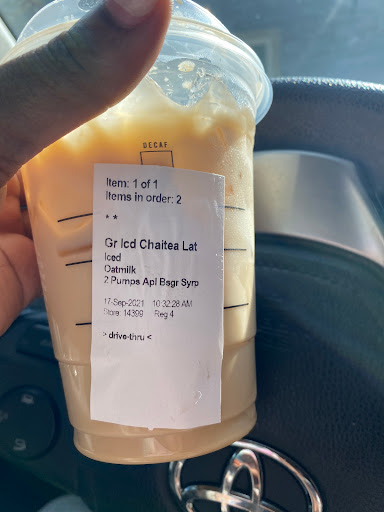 DECAF
Item: 1 of 1
Items in order: 2
* *
Gr Icd Chaitea Lat
Iced
Oatmilk
2 Pumps Apl Bsgr Syrp
17-Sep-2021 10:32:28 AM
Store: 14399 Reg 4
> drive-thru <